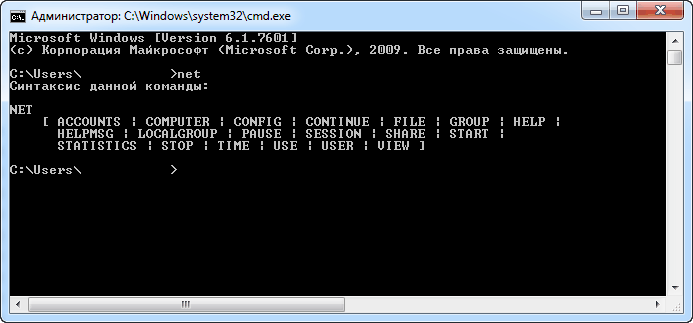 Администратор: C:\Windows\system32\cmd.exe
Microsoft Windows [Version 6.1.7601]
(c) Корпорация Майкрософт (Microsoft Corp.), 2009. Все права защищены.
C:\Users\ >net
Синтаксис данной команды:
NET
[ ACCOUNTS ¦ COMPUTER ¦ CONFIG ¦ CONTINUE ¦ FILE ¦ GROUP ¦ HELP ¦
HELPMSG ¦ LOCALGROUP ¦ PAUSE ¦ SESSION ¦ SHARE ¦ START ¦
STATISTICS ¦ STOP ¦ TIME ¦ USE ¦ USER ¦ VIEW ]
C:\Users\ >